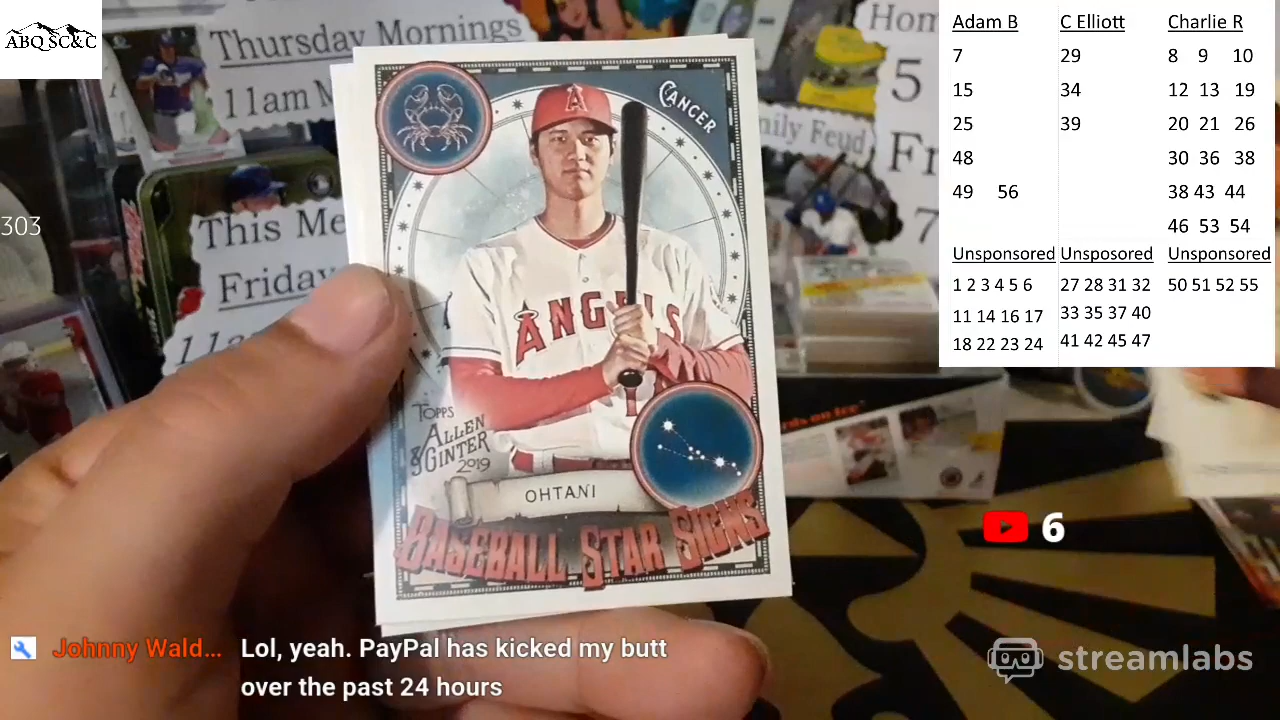 ABQ SC&C
Thursday Mornings
11am M
Hom
5
Fr
7
mily Feud
This Me
Friday
11a
303
CANCER
A
ANGELS
TOPPS
ALLEN
& GINTER
2019
OHTANI
BASEBALL STAR SIGNS
rds on Ice
Adam B C Elliott Charlie R
7 29 8 9 10
15 34 12 13 19
25 39 20 21 26
48 30 36 38
49 56 38 43 44
46 53 54
Unsponsored Unsposored Unsponsored
1 2 3 4 5 6 27 28 31 32 50 51 52 55
11 14 16 17 33 35 37 40
18 22 23 24 41 42 45 47
6
Johnny Wald... Lol, yeah. PayPal has kicked my butt
over the past 24 hours
streamlabs